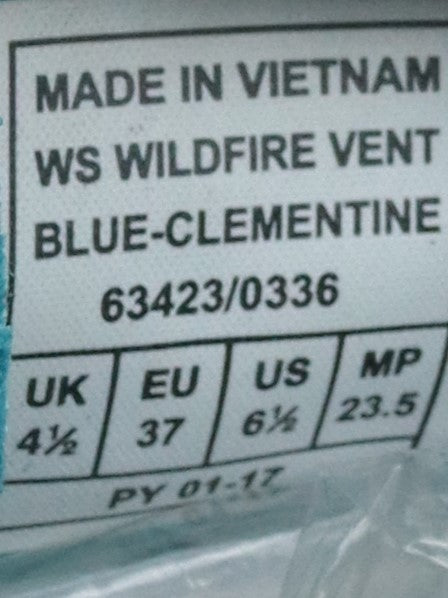 MADE IN VIETNAM
WS WILDFIRE VENT
BLUE-CLEMENTINE
63423/0336
UK EU US MP
4½ 37 6½ 23.5
PY 01-17